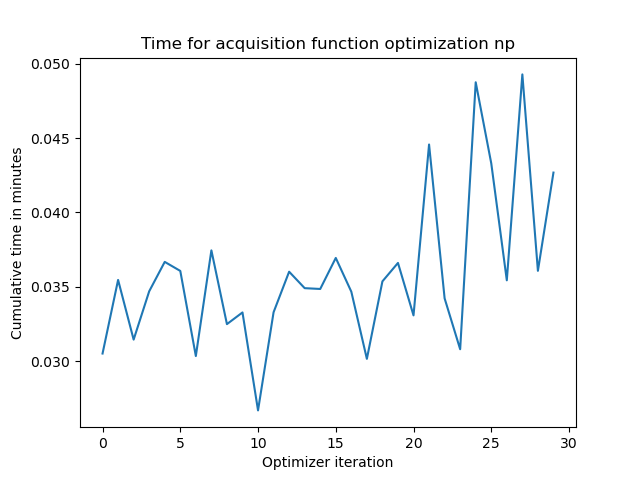 Time for acquisition function optimization np
0.050
0.045
0.040
0.035
0.030
Cumulative time in minutes
0 5 10 15 20 25 30
Optimizer iteration